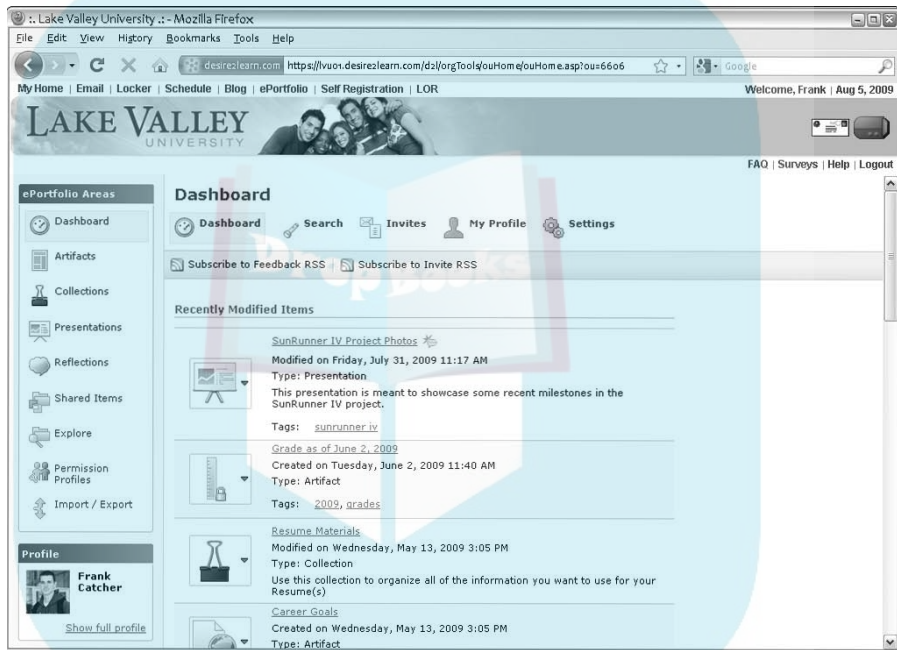 :. Lake Valley University .: - Mozilla Firefox
File Edit View History Bookmarks Tools Help
desire2learn.com https://lvu01.desire2learn.com/d2l/orgTools/ouHome/ouHome.asp?ou=6606 Google
My Home | Email | Locker | Schedule | Blog | ePortfolio | Self Registration | LOR Welcome, Frank | Aug 5, 2009
LAKE VALLEY
UNIVERSITY
FAQ | Surveys | Help | Logout
ePortfolio Areas
Dashboard
Artifacts
Collections
Presentations
Reflections
Shared Items
Explore
Permission
Profiles
Import / Export
Profile
Frank
Catcher
Show full profile
Dashboard
Dashboard Search Invites My Profile Settings
Subscribe to Feedback RSS Subscribe to Invite RSS
Drop Books
Recently Modified Items
SunRunner IV Project Photos
Modified on Friday, July 31, 2009 11:17 AM
Type: Presentation
This presentation is meant to showcase some recent milestones in the
SunRunner IV project.
Tags: sunrunner iv
Grade as of June 2, 2009
Created on Tuesday, June 2, 2009 11:40 AM
Type: Artifact
Tags: 2009, grades
Resume Materials
Modified on Wednesday, May 13, 2009 3:05 PM
Type: Collection
Use this collection to organize all of the information you want to use for your
Resume(s)
Career Goals
Created on Wednesday, May 13, 2009 3:05 PM
Type: Artifact